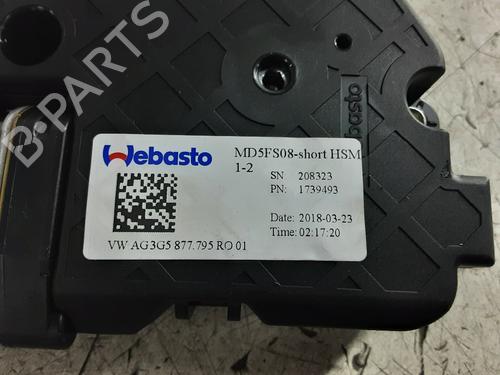 B-PARTS
Webasto
Webasto
MD5FS08-short HSM
1-2
SN 208323
PN: 1739493
Date: 2018-03-23
Time: 02:17:20
VW AG 3G5 877.795 RO 01